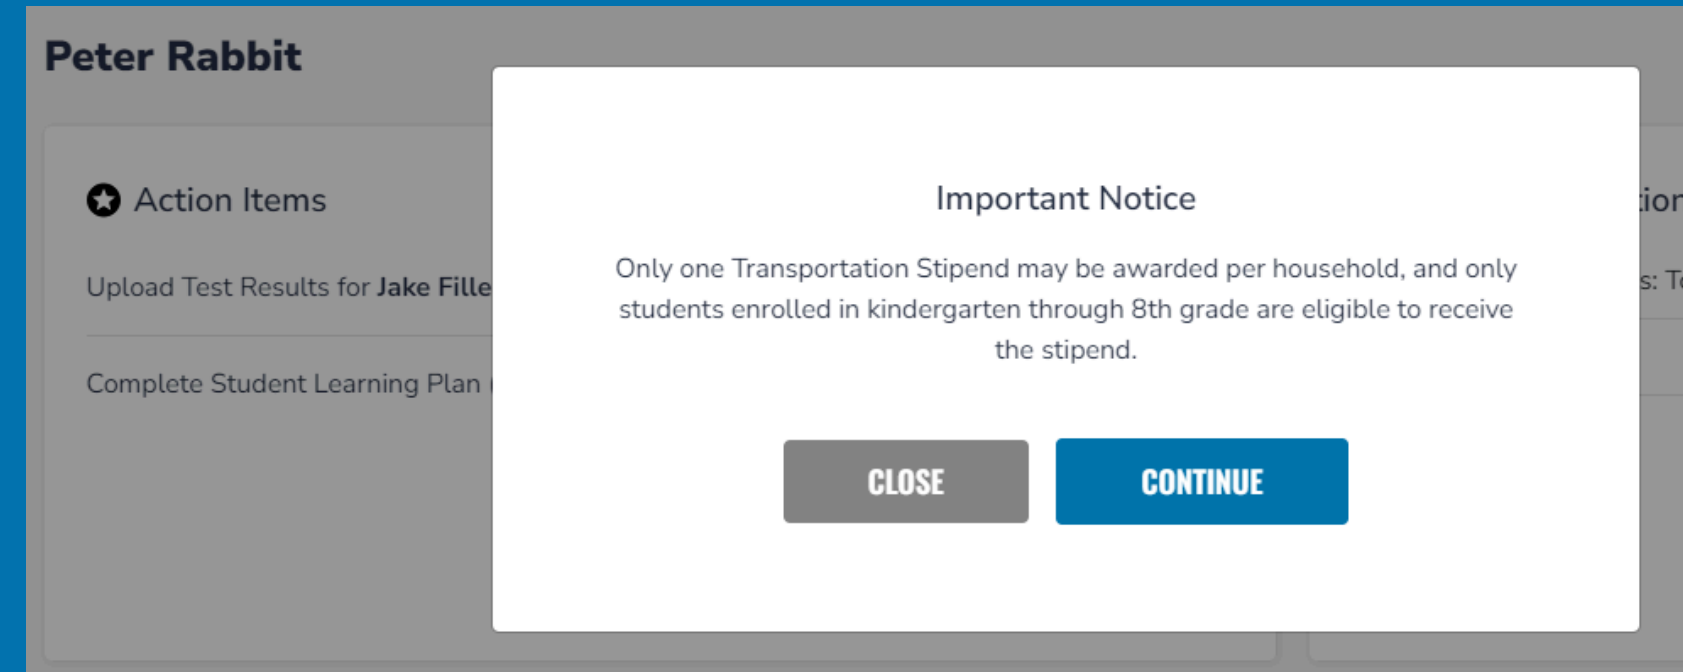 Peter Rabbit
Action Items
Upload Test Results for Jake Fille
Complete Student Learning Plan
Important Notice
Only one Transportation Stipend may be awarded per household, and only
students enrolled in kindergarten through 8th grade are eligible to receive
the stipend.
CLOSE
CONTINUE